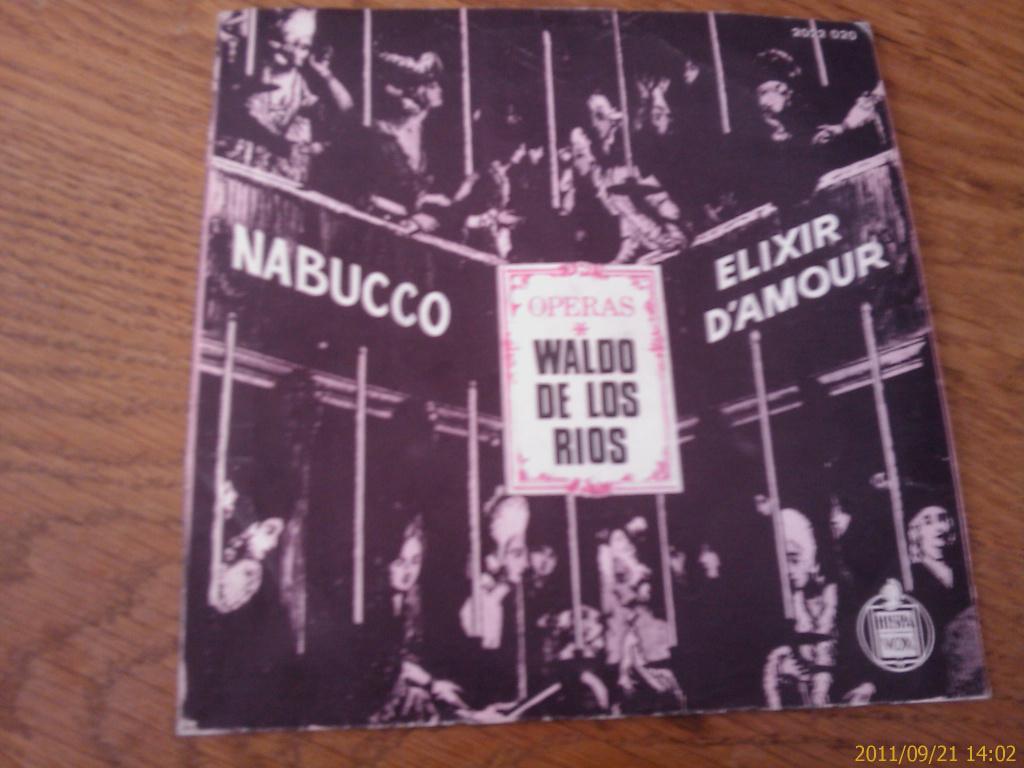 2022 020
NABUCCO
ELIXIR
D'AMOUR
OPERAS
*
WALDO
DE LOS
RIOS
HISPA
VOX
2011/09/21 14:02